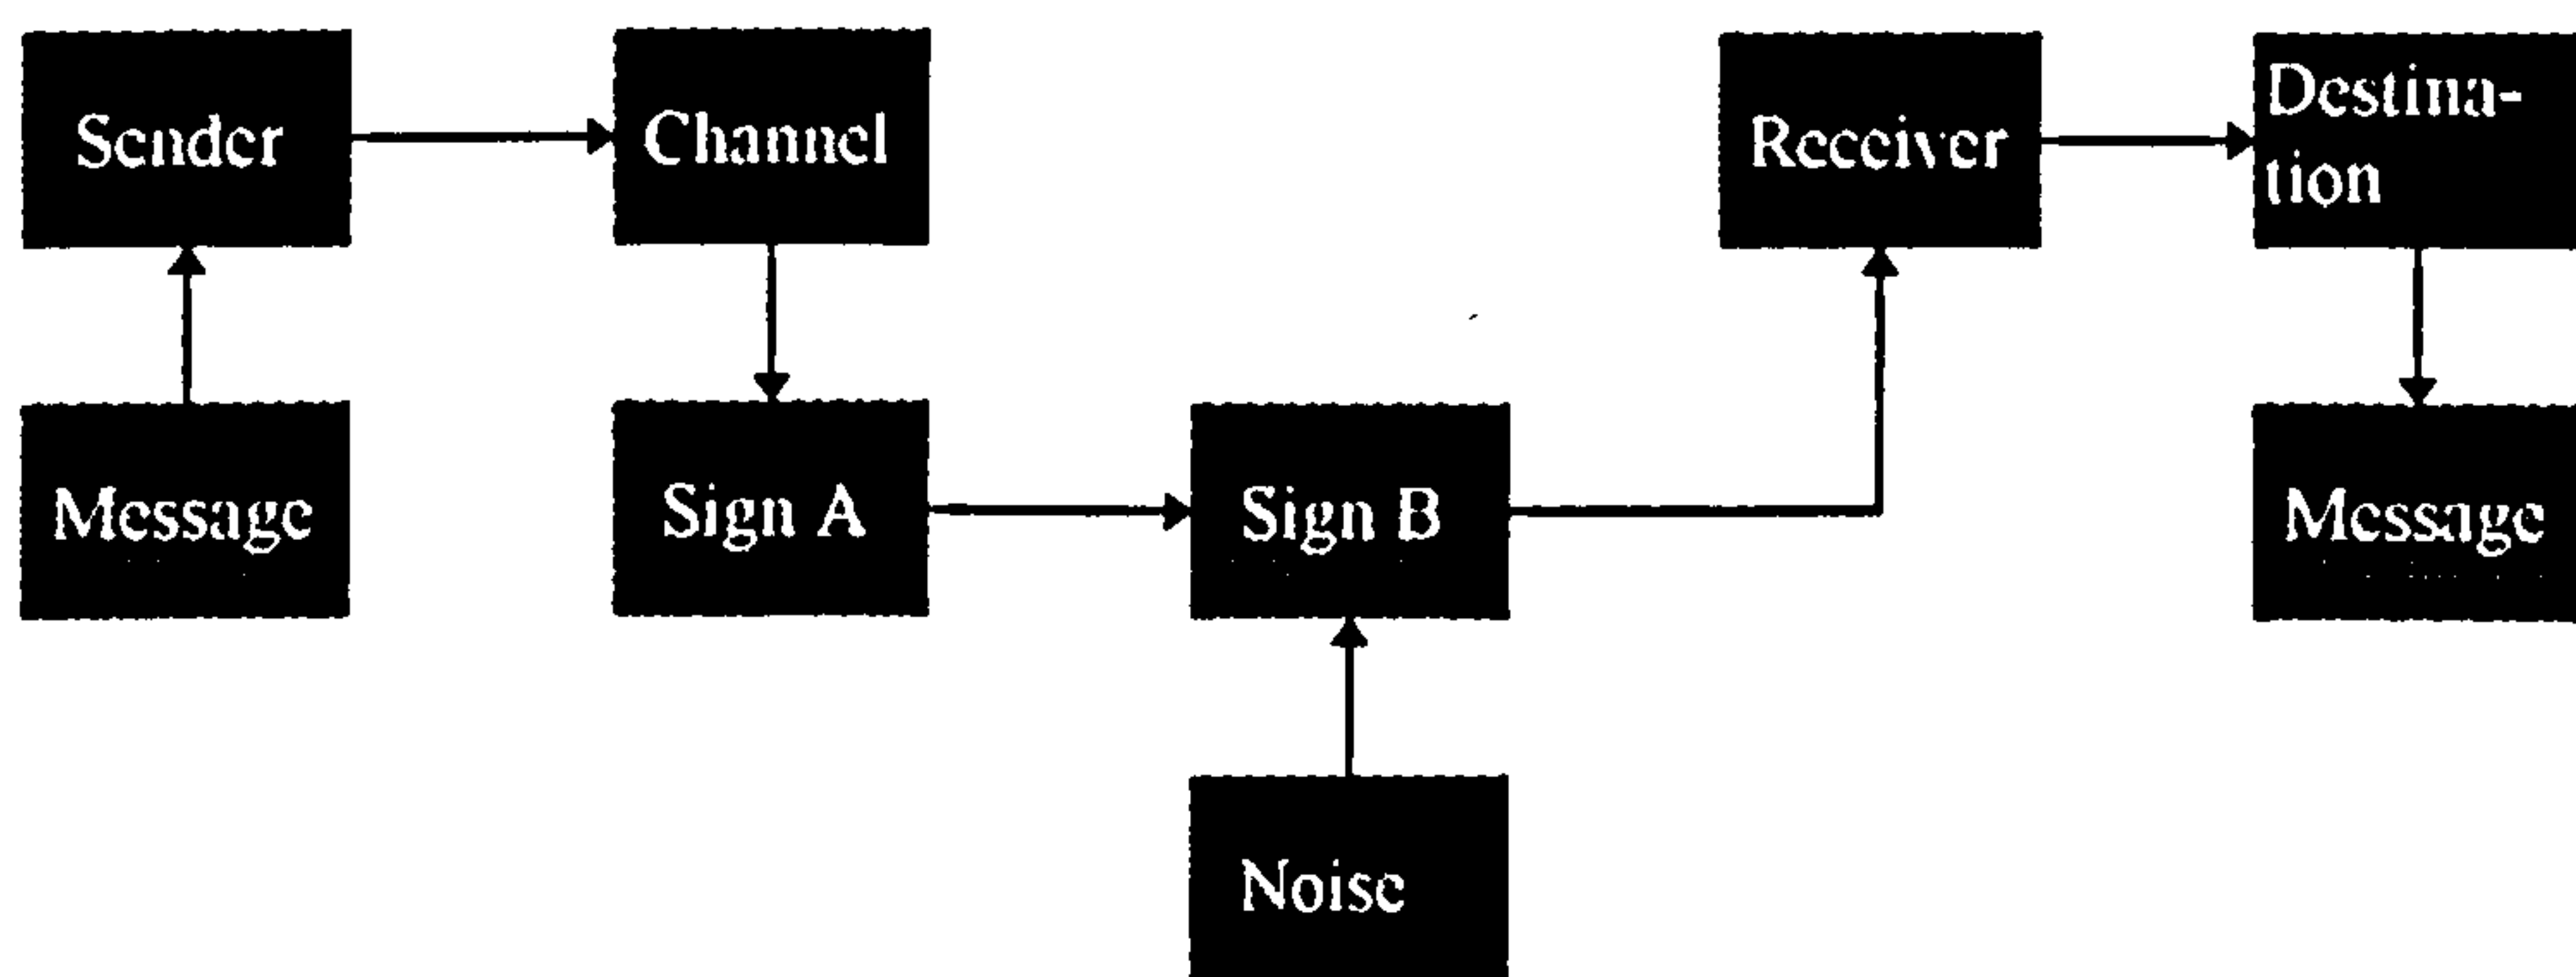 Sender
Channel
Receiver
Destina-
tion
Message
Sign A
Sign B
Message
Noise